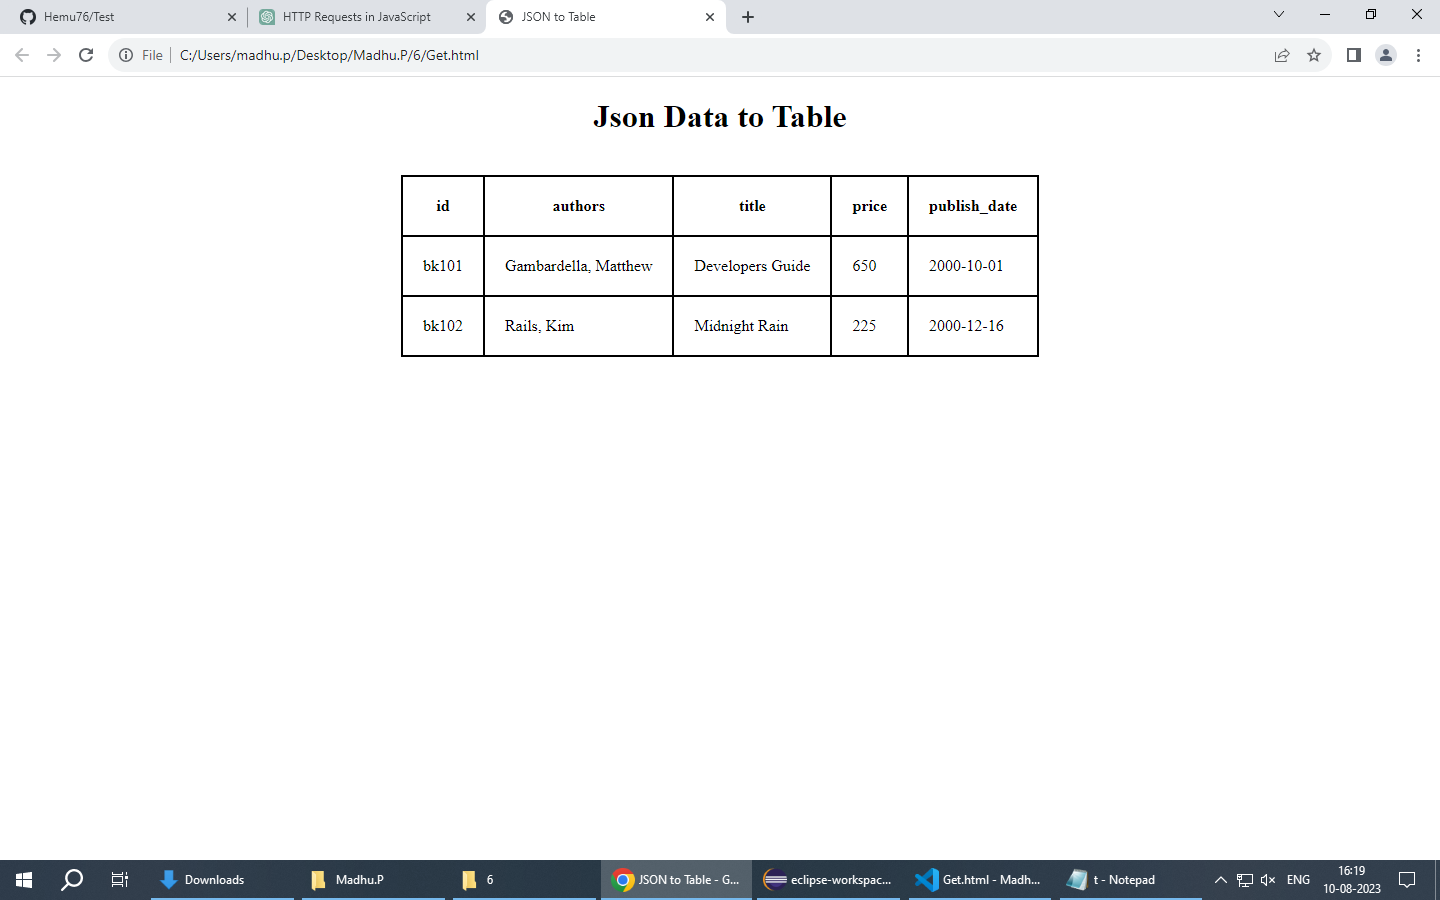 Hemu76/Test
HTTP Requests in JavaScript
JSON to Table
File
C:/Users/madhu.p/Desktop/Madhu.P/6/Get.html
Json Data to Table
id authors title price publish_date
bk101 Gambardella, Matthew Developers Guide 650 2000-10-01
bk102 Rails, Kim Midnight Rain 225 2000-12-16
Downloads
Madhu.P
6
JSON to Table - G...
eclipse-workspac...
Get.html - Madh...
t - Notepad
ENG
16:19
10-08-2023